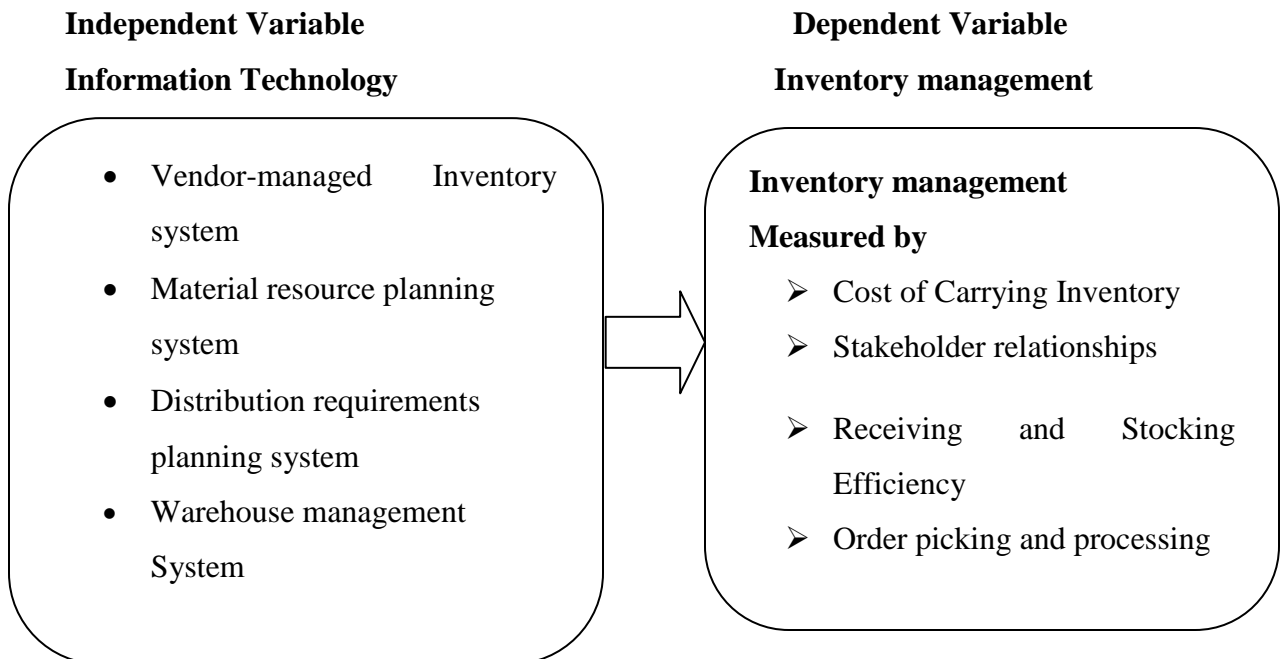 Independent Variable
Information Technology
• Vendor-managed Inventory
system
• Material resource planning
system
• Distribution requirements
planning system
• Warehouse management
System
Dependent Variable
Inventory management
Inventory management
Measured by
➢ Cost of Carrying Inventory
➢ Stakeholder relationships
➢ Receiving and Stocking
Efficiency
➢ Order picking and processing